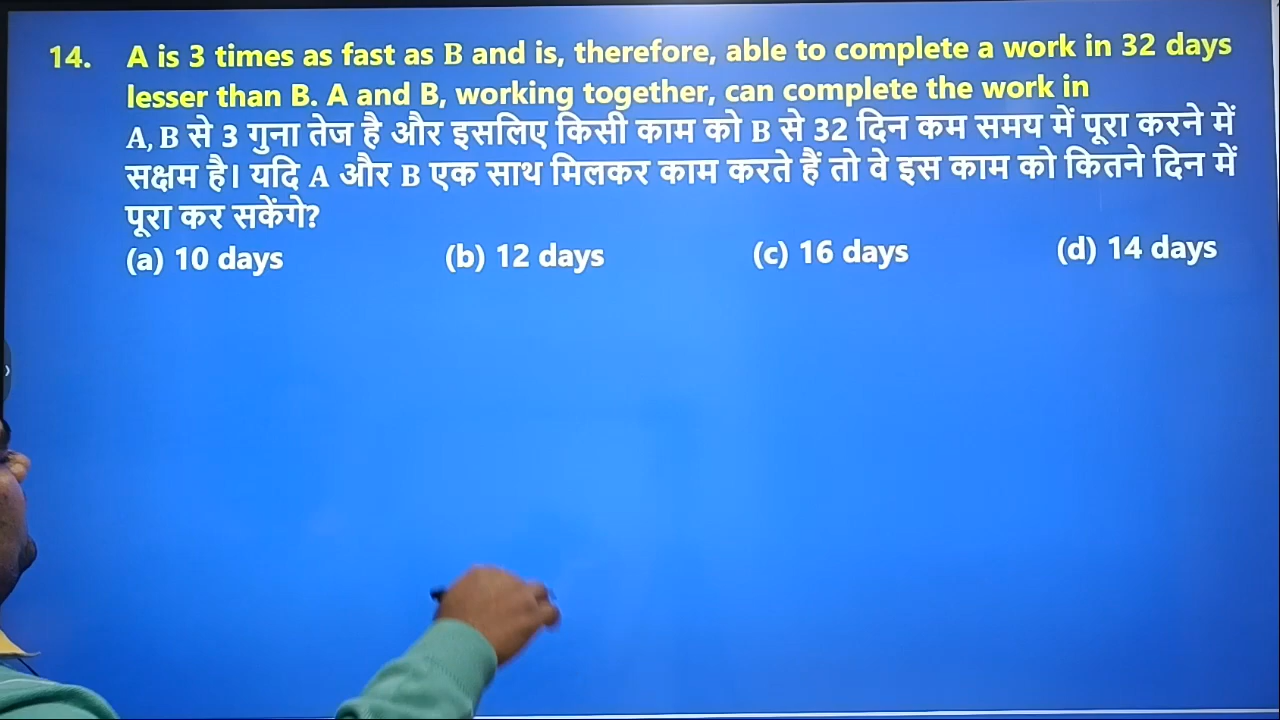 14. A is 3 times as fast as B and is, therefore, able to complete a work in 32 days
lesser than B. A and B, working together, can complete the work in
A, B से 3 गुना तेज है और इसलिए किसी काम को B से 32 दिन कम समय में पूरा करने में
सक्षम है। यदि A और B एक साथ मिलकर काम करते हैं तो वे इस काम को कितने दिन में
पूरा कर सकेंगे?
(a) 10 days (b) 12 days (c) 16 days (d) 14 days